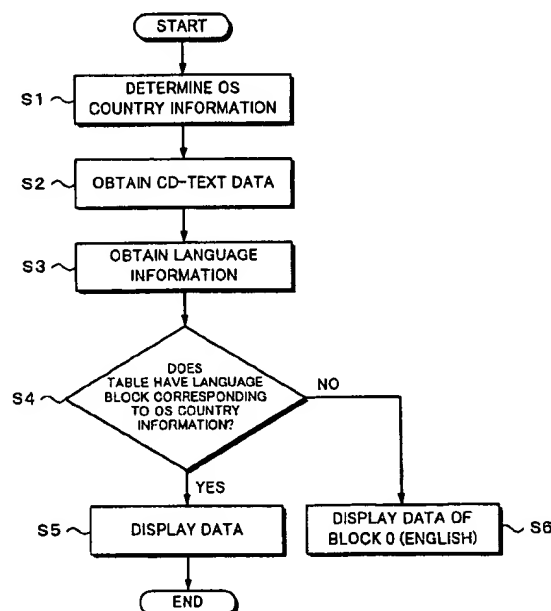 START
S1
DETERMINE OS
COUNTRY INFORMATION
S2
OBTAIN CD-TEXT DATA
S3
OBTAIN LANGUAGE
INFORMATION
S4
DOES
TABLE HAVE LANGUAGE
BLOCK CORRESPONDING
TO OS COUNTRY
INFORMATION?
NO
YES
S5
DISPLAY DATA
DISPLAY DATA OF
BLOCK 0 (ENGLISH)
S6
END